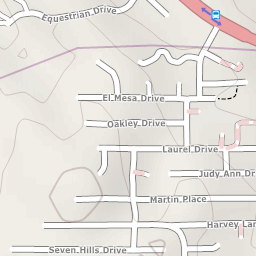 Equestrian Drive
El Mesa Drive
Oakley Drive
Laurel Drive
Judy Ann Dr
Martin Place
Harvey Lan
Seven Hills Drive